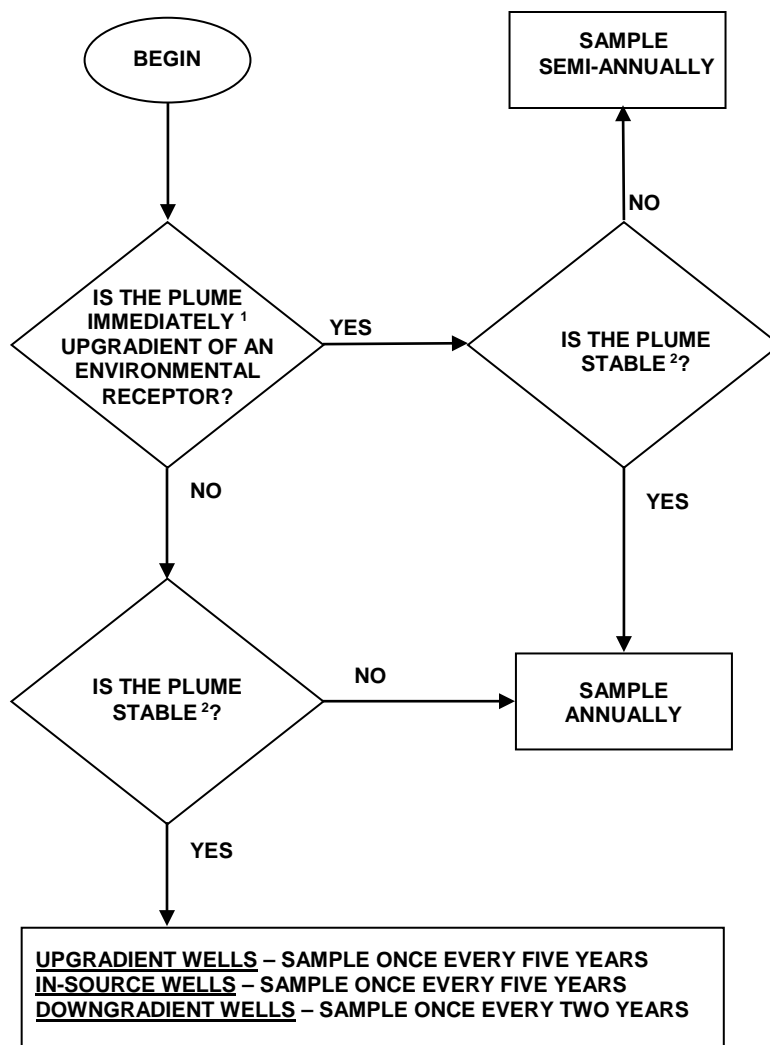 BEGIN
SAMPLE
SEMI-ANNUALLY
NO
IS THE PLUME
IMMEDIATELY ¹
UPGRADIENT OF AN
ENVIRONMENTAL
RECEPTOR?
YES
IS THE PLUME
STABLE ²?
NO
YES
IS THE PLUME
STABLE ²?
NO
SAMPLE
ANNUALLY
YES
UPGRADIENT WELLS – SAMPLE ONCE EVERY FIVE YEARS
IN-SOURCE WELLS – SAMPLE ONCE EVERY FIVE YEARS
DOWNGRADIENT WELLS – SAMPLE ONCE EVERY TWO YEARS